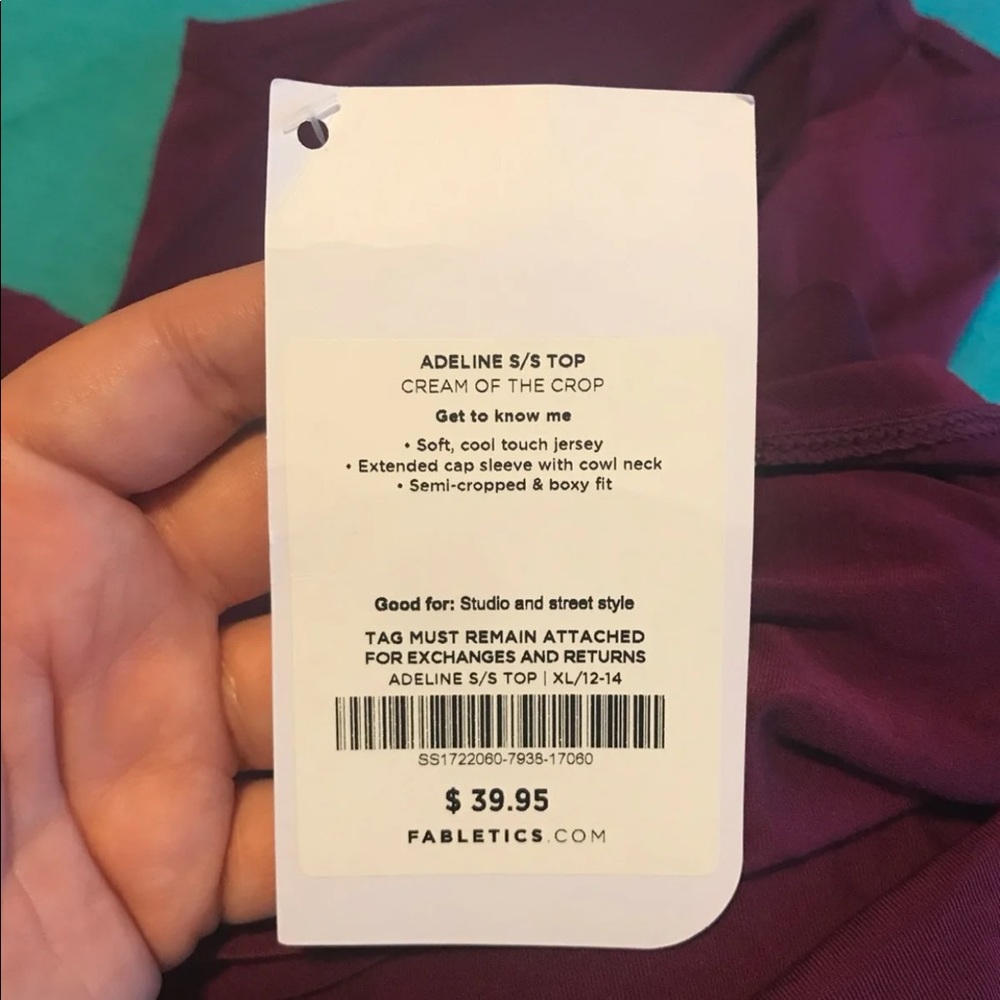 ADELINE S/S TOP
CREAM OF THE CROP
Get to know me
• Soft, cool touch jersey
• Extended cap sleeve with cowl neck
• Semi-cropped & boxy fit
Good for: Studio and street style
TAG MUST REMAIN ATTACHED
FOR EXCHANGES AND RETURNS
ADELINE S/S TOP | XL/12-14
SS1722060-7938-17060
$ 39.95
FABLETICS.COM